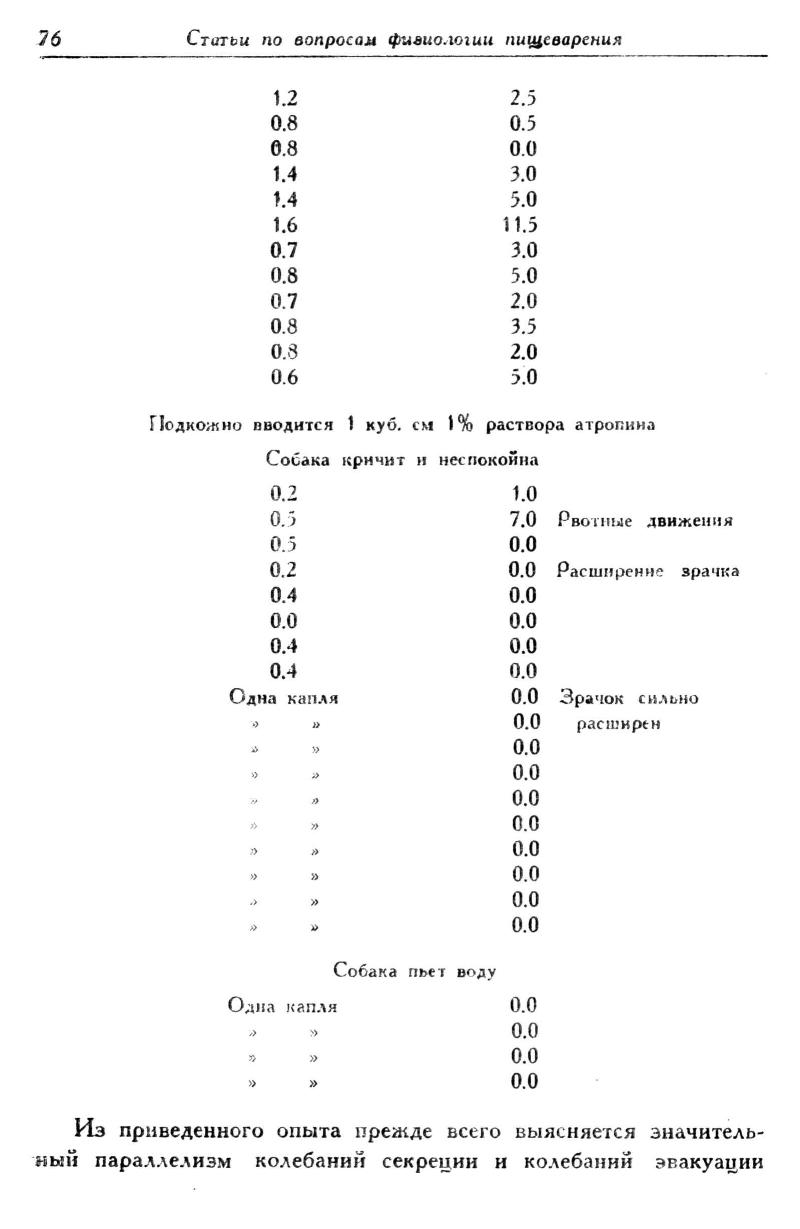 76 Статьи по вопросам физиологии пищеварения
1.2 2.5
0.8 0.5
0.8 0.0
1.4 3.0
1.4 5.0
1.6 11.5
0.7 3.0
0.8 5.0
0.7 2.0
0.8 3.5
0.8 2.0
0.6 5.0
Подкожно вводится 1 куб. см 1% раствора атропина
Собака кричит и неспокойна
0.2 1.0
0.5 7.0 Рвотные движения
0.5 0.0
0.2 0.0 Расширение зрачка
0.4 0.0
0.0 0.0
0.4 0.0
0.4 0.0
Одна капля 0.0 Зрачок сильно
» » 0.0 расширен
» » 0.0
» » 0.0
» » 0.0
» » 0.0
» » 0.0
» » 0.0
» » 0.0
» » 0.0
Собака пьет воду
Одна капля 0.0
» » 0.0
» » 0.0
» » 0.0
Из приведенного опыта прежде всего выясняется значитель-
ный параллелизм колебаний секреции и колебаний эвакуации